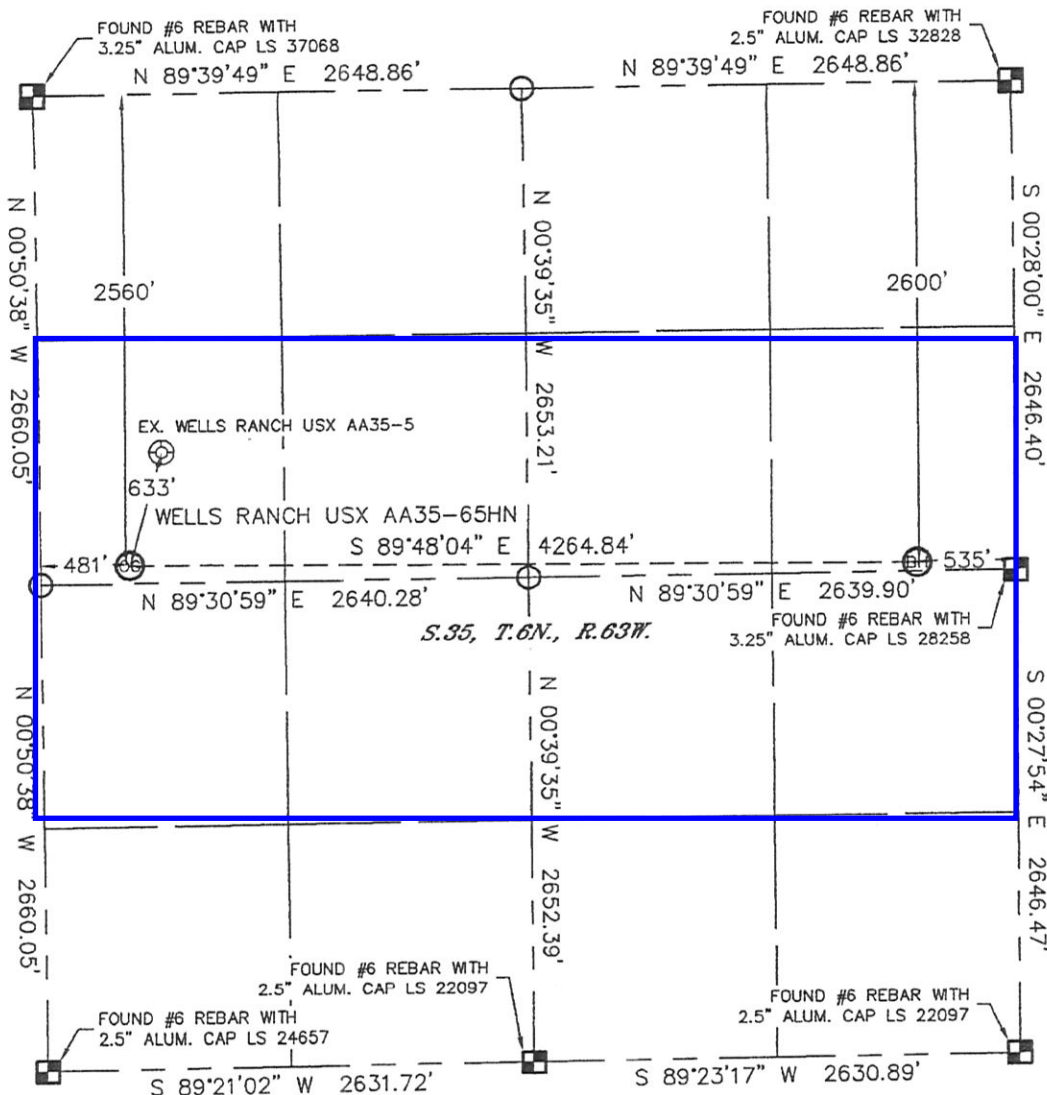 FOUND #6 REBAR WITH
3.25" ALUM. CAP LS 37068
FOUND #6 REBAR WITH
2.5" ALUM. CAP LS 32828
N 89°39'49" E 2648.86'
N 89°39'49" E 2648.86'
N 00°50'38" W 2660.05'
2560'
N 00°39'35" W 2653.21'
2600'
S 00°28'00" E 2646.40'
EX. WELLS RANCH USX AA35-5
633'
WELLS RANCH USX AA35-65HN
S 89°48'04" E 4264.84'
481'
BH
535'
N 89°30'59" E 2640.28'
N 89°30'59" E 2639.90'
S.35, T.6N., R.63W.
FOUND #6 REBAR WITH
3.25" ALUM. CAP LS 28258
N 00°50'38" W 2660.05'
N 00°39'35" W 2652.39'
S 00°27'54" E 2646.47'
FOUND #6 REBAR WITH
2.5" ALUM. CAP LS 22097
FOUND #6 REBAR WITH
2.5" ALUM. CAP LS 24657
FOUND #6 REBAR WITH
2.5" ALUM. CAP LS 22097
S 89°21'02" W 2631.72'
S 89°23'17" W 2630.89'